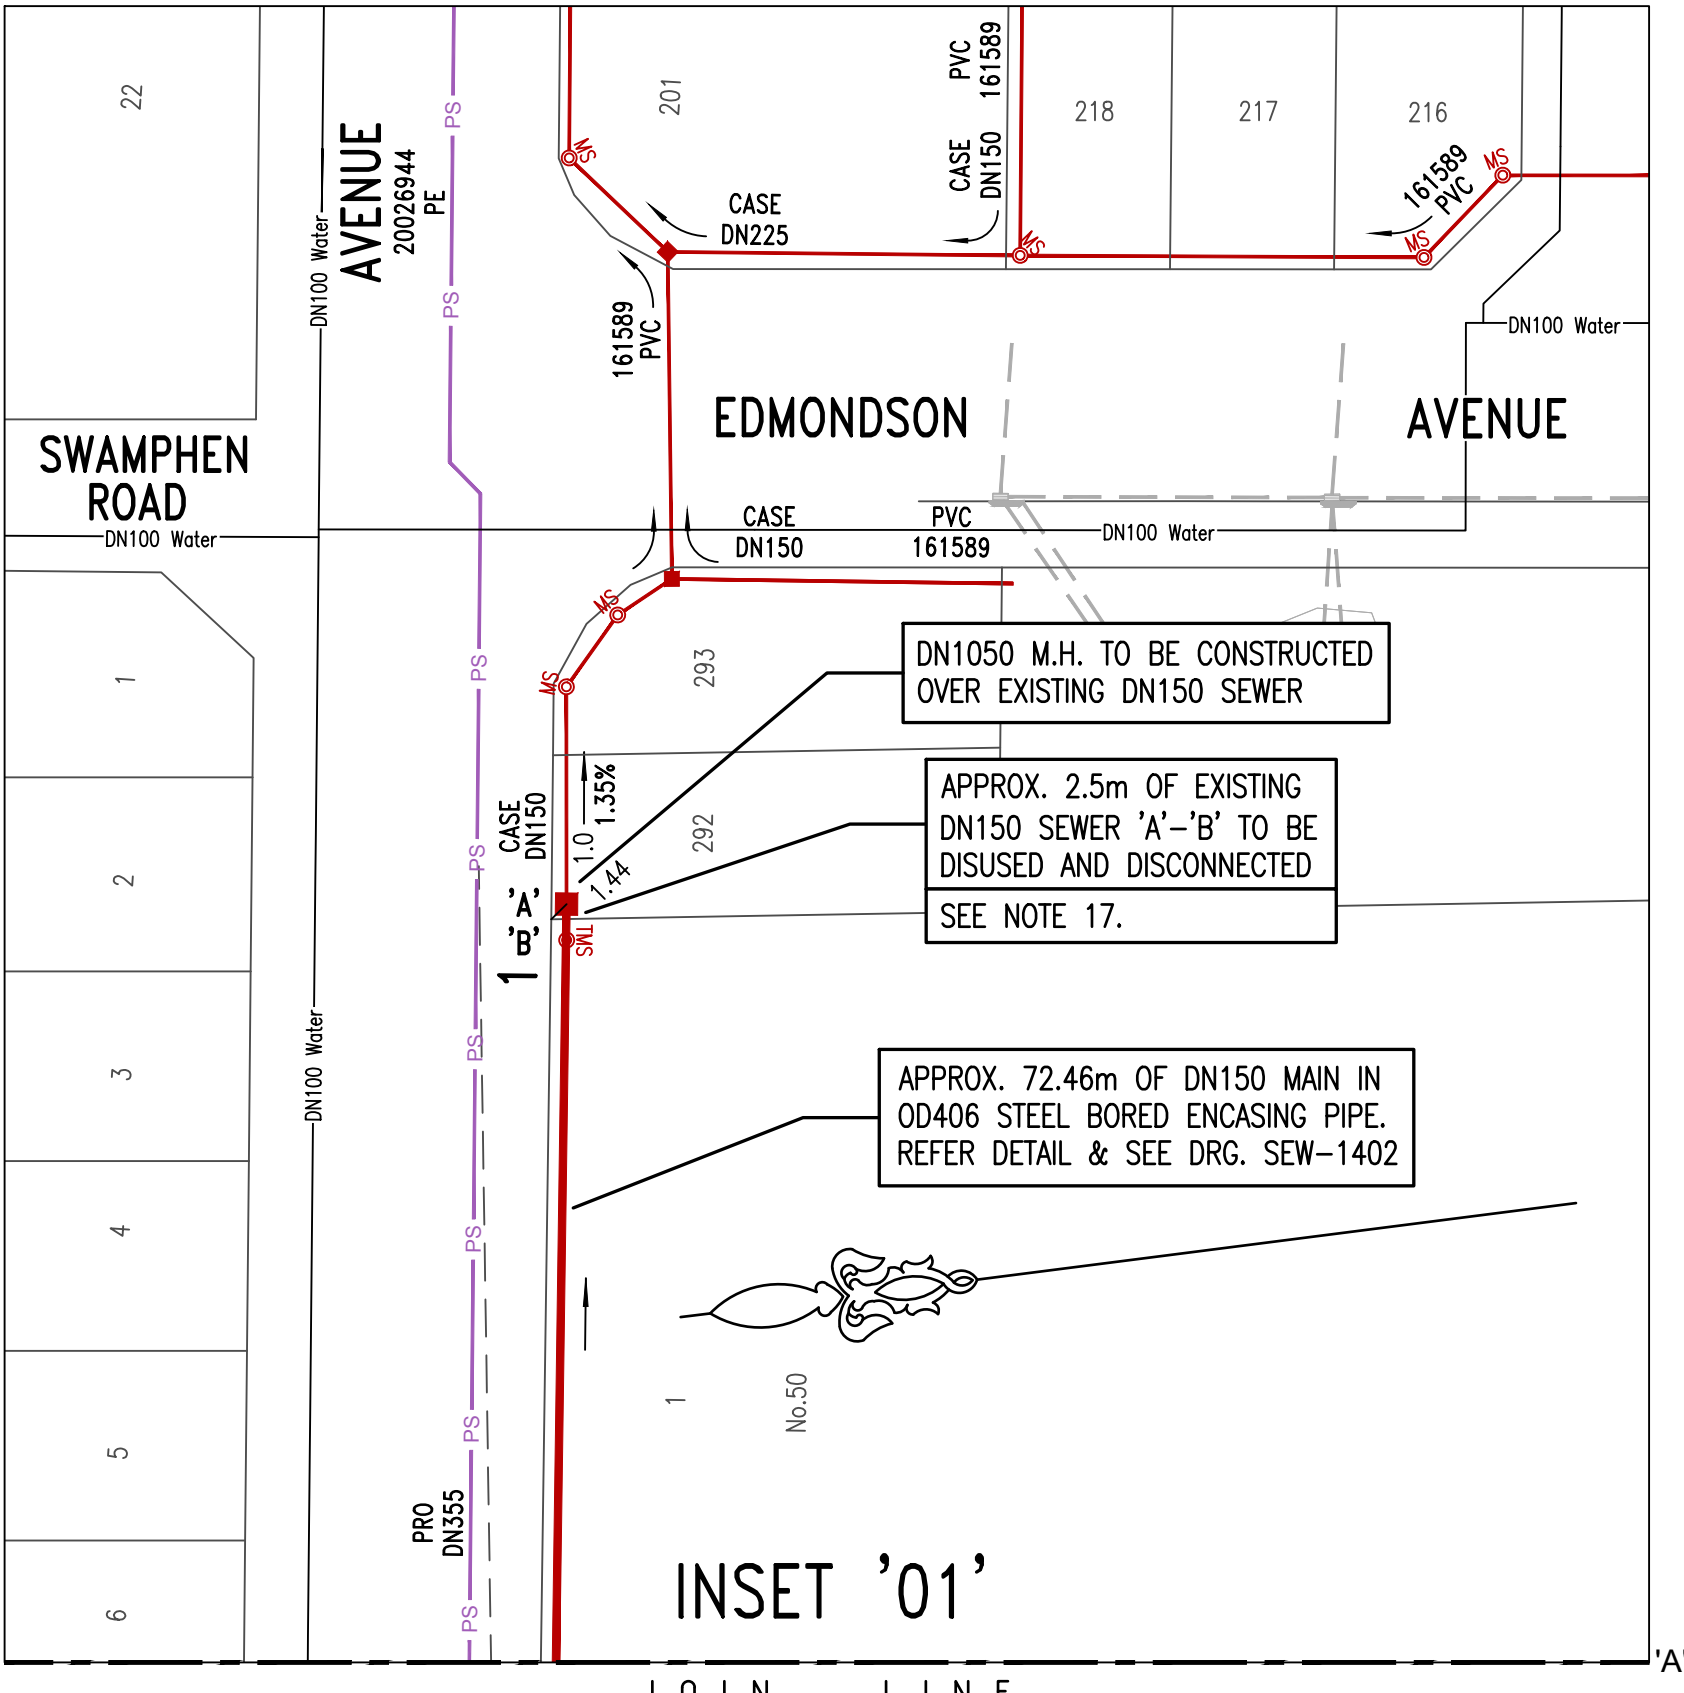 22
AVENUE
20026944
PE
PS
201
PVC
161589
CASE
DN150
218
217
216
161589
PVC
MS
MS
MS
MS
CASE
DN225
DN100 Water
PS
161589
PVC
DN100 Water
EDMONDSON
AVENUE
SWAMPHEN
ROAD
DN100 Water
CASE
DN150
PVC
161589
DN100 Water
MS
MS
PS
293
1
DN1050 M.H. TO BE CONSTRUCTED
OVER EXISTING DN150 SEWER
CASE
DN150
1.0
1.35%
1.44
292
APPROX. 2.5m OF EXISTING
DN150 SEWER 'A'-'B' TO BE
DISUSED AND DISCONNECTED
SEE NOTE 17.
PS
2
'A'
'B'
TMS
1
DN100 Water
PS
3
APPROX. 72.46m OF DN150 MAIN IN
OD406 STEEL BORED ENCASING PIPE.
REFER DETAIL & SEE DRG. SEW-1402
4
PS
1
No.50
5
PS
PRO
DN355
6
PS
INSET '01'
'A'
JOIN LINE